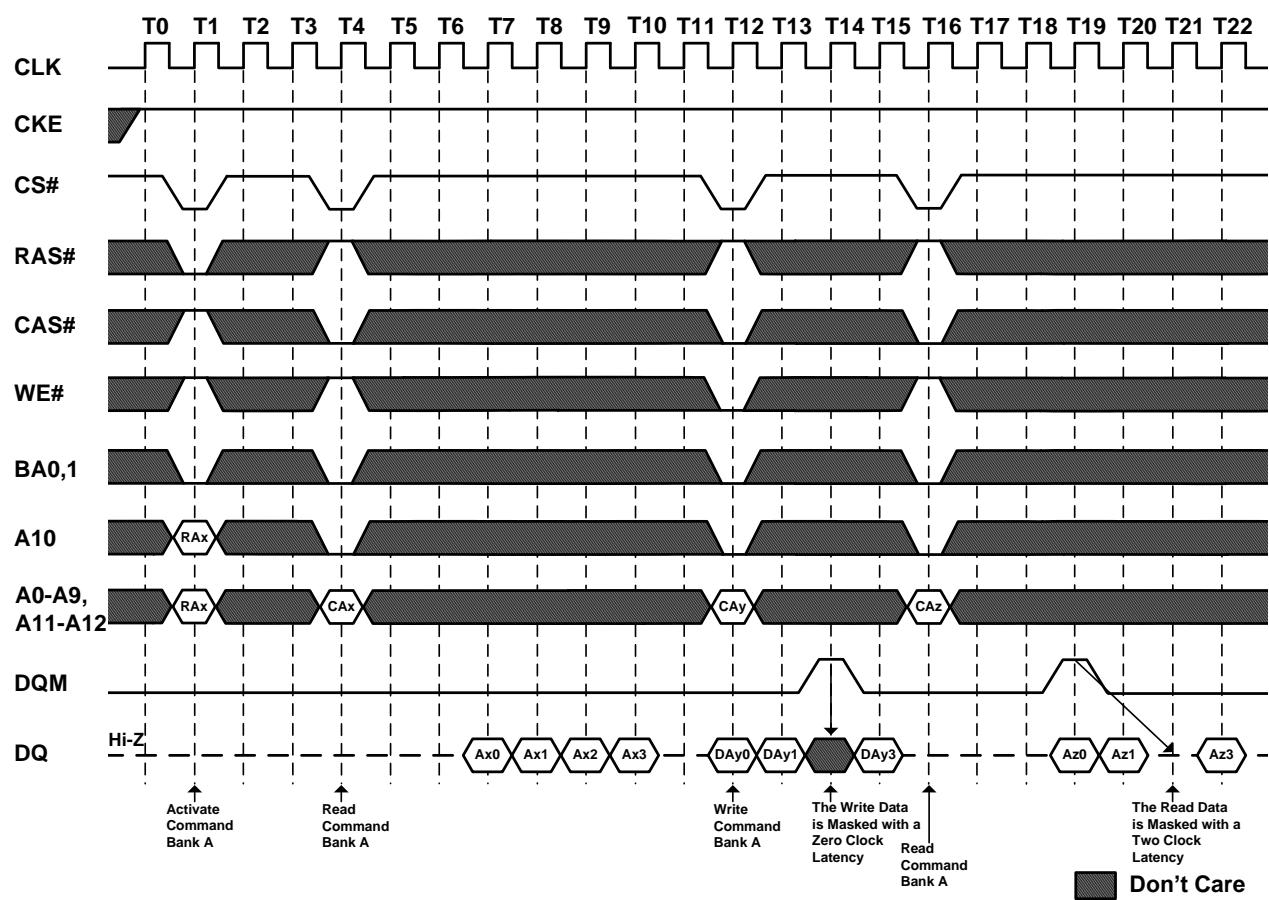 T0 T1 T2 T3 T4 T5 T6 T7 T8 T9 T10 T11 T12 T13 T14 T15 T16 T17 T18 T19 T20 T21 T22
CLK
CKE
CS#
RAS#
CAS#
WE#
BA0,1
A10
RAx
A0-A9,
A11-A12
RAx CAx CAy CAz
DQM
DQ
Hi-Z
Ax0 Ax1 Ax2 Ax3 DAy0 DAy1 DAy3 Az0 Az1 Az3
Activate
Command
Bank A
Read
Command
Bank A
Write
Command
Bank A
The Write Data
is Masked with a
Zero Clock
Latency
Read
Command
Bank A
The Read Data
is Masked with a
Two Clock
Latency
Don't Care